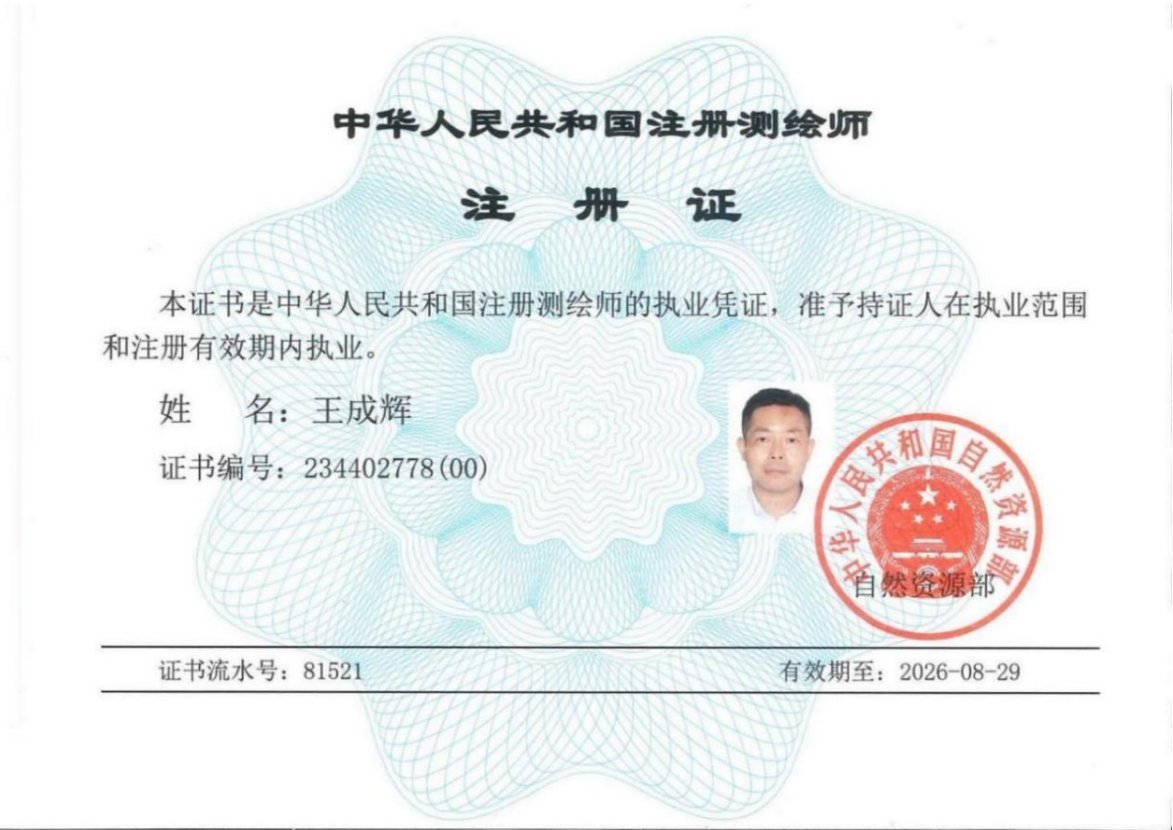 中华人民共和国注册测绘师
注 册 证
本证书是中华人民共和国注册测绘师的执业凭证，准予持证人在执业范围
和注册有效期内执业。
姓 名：王成辉
证书编号：234402778(00)
中华人民共和国自然资源部
自然资源部
证书流水号：81521
有效期至：2026-08-29